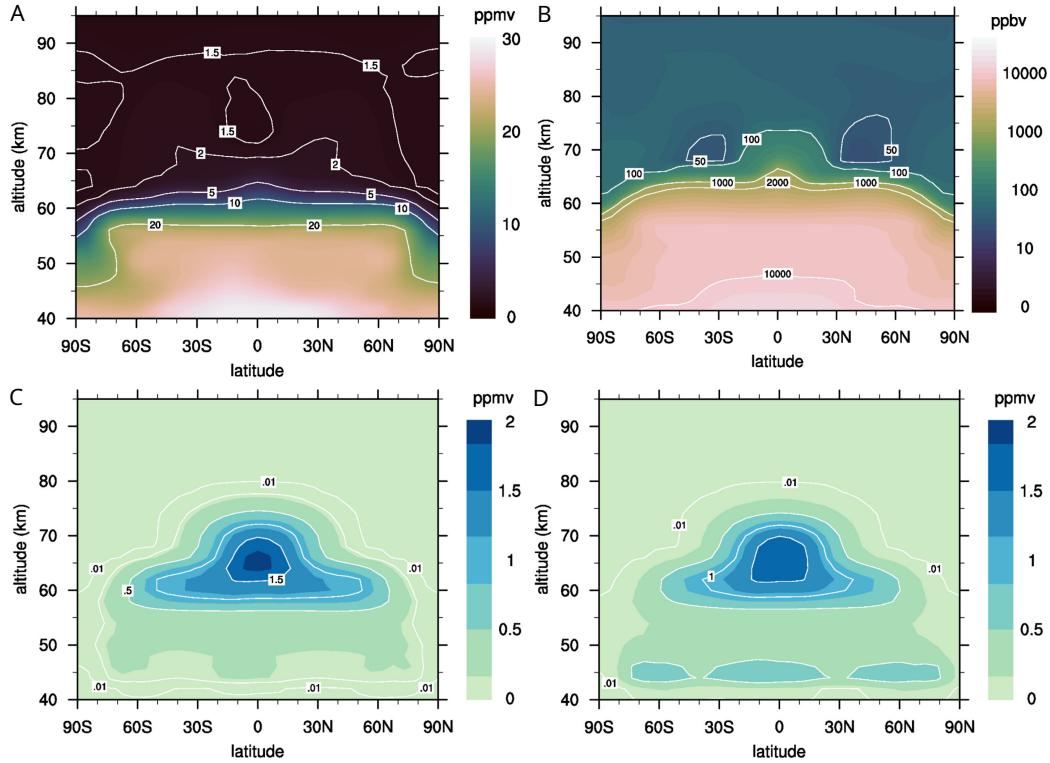 A
ppmv
90
80
70
60
50
40
altitude (km)
90S
60S
30S
0
30N
60N
90N
latitude
30
20
10
0
1.5
1.5
1.5
2
2
5
5
10
10
20
20
B
ppbv
90
80
70
60
50
40
altitude (km)
90S
60S
30S
0
30N
60N
90N
latitude
10000
1000
100
10
0
100
50
50
100
100
1000
2000
1000
10000
C
ppmv
90
80
70
60
50
40
altitude (km)
90S
60S
30S
0
30N
60N
90N
latitude
2
1.5
1
0.5
0
.01
.01
.01
1.5
.5
.01
.01
.01
D
ppmv
90
80
70
60
50
40
altitude (km)
90S
60S
30S
0
30N
60N
90N
latitude
2
1.5
1
0.5
0
.01
.01
.01
1
.01